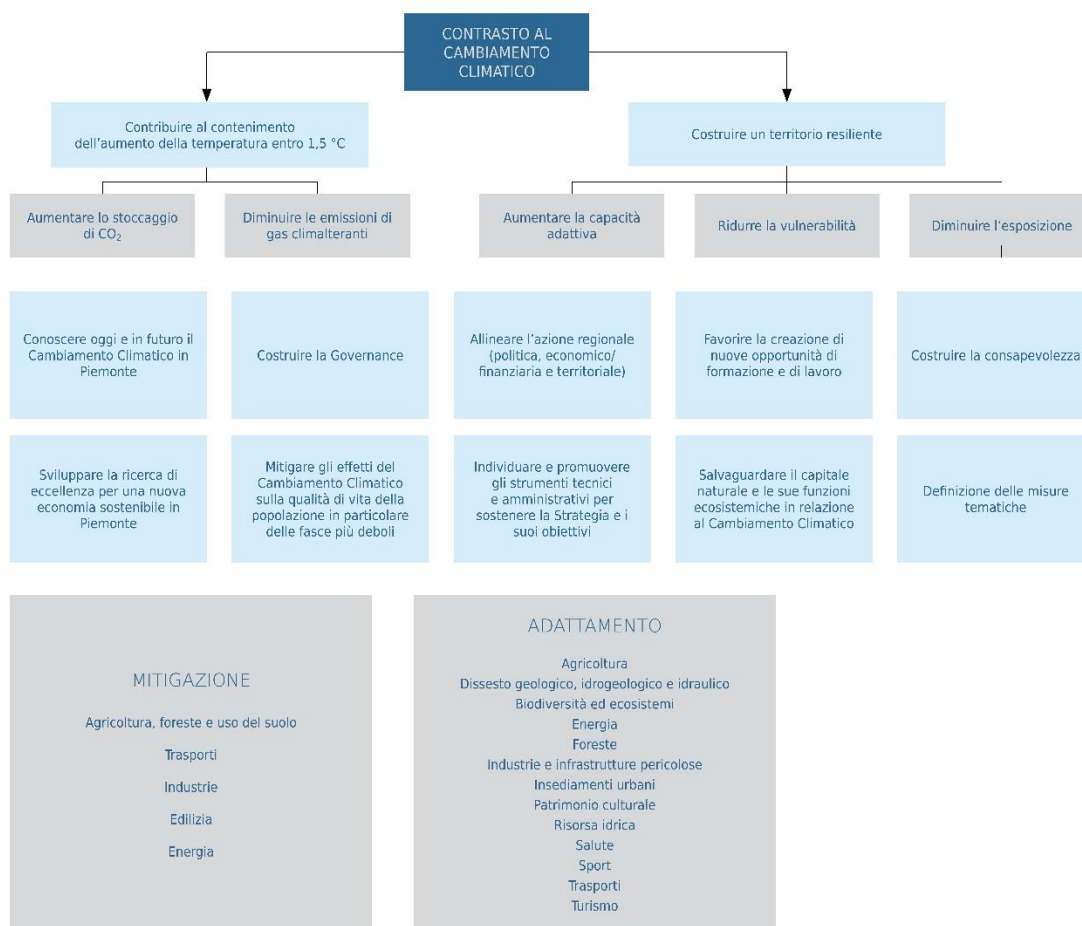 CONTRASTO AL
CAMBIAMENTO
CLIMATICO
Contribuire al contenimento
dell'aumento della temperatura entro 1,5 °C
Costruire un territorio resiliente
Aumentare lo stoccaggio
di CO₂
Diminuire le emissioni di
gas climalteranti
Aumentare la capacità
adattiva
Ridurre la vulnerabilità
Diminuire l'esposizione
Conoscere oggi e in futuro il
Cambiamento Climatico in
Piemonte
Costruire la Governance
Allineare l'azione regionale
(politica, economico/
finanziaria e territoriale)
Favorire la creazione di
nuove opportunità di
formazione e di lavoro
Costruire la consapevolezza
Sviluppare la ricerca di
eccellenza per una nuova
economia sostenibile in
Piemonte
Mitigare gli effetti del
Cambiamento Climatico
sulla qualità di vita della
popolazione in particolare
delle fasce più deboli
Individuare e promuovere
gli strumenti tecnici
e amministrativi per
sostenere la Strategia e i
suoi obiettivi
Salvaguardare il capitale
naturale e le sue funzioni
ecosistemiche in relazione
al Cambiamento Climatico
Definizione delle misure
tematiche
MITIGAZIONE
Agricoltura, foreste e uso del suolo
Trasporti
Industrie
Edilizia
Energia
ADATTAMENTO
Agricoltura
Dissesto geologico, idrogeologico e idraulico
Biodiversità ed ecosistemi
Energia
Foreste
Industrie e infrastrutture pericolose
Insediamenti urbani
Patrimonio culturale
Risorsa idrica
Salute
Sport
Trasporti
Turismo